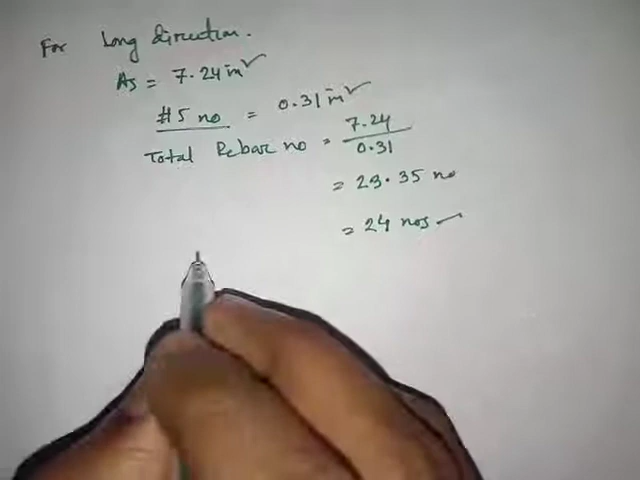 For Long direction.
As = 7.24 in²
#5 no = 0.31 in²
Total Rebar no = 7.24
0.31
= 23.35 no
= 24 nos